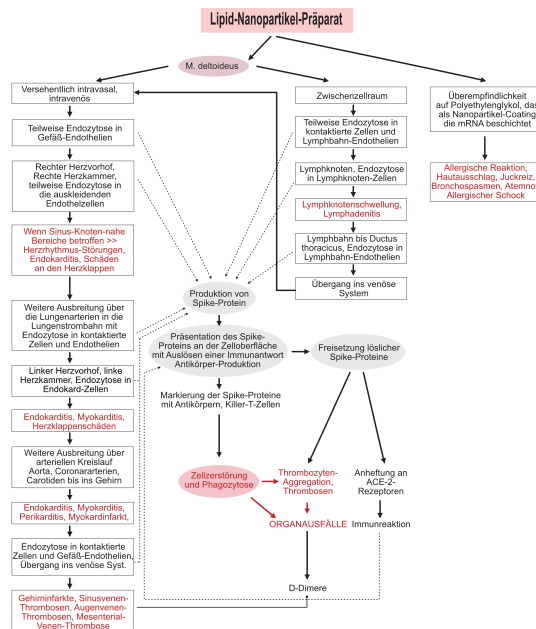 Lipid-Nanopartikel-Präparat
M. deltoideus
Versehentlich intravasal,
intravenös
Teilweise Endozytose in
Gefäß-Endothelien
Rechter Herzvorhof,
Rechte Herzkammer,
teilweise Endozytose in
die auskleidenden
Endothelzellen
Wenn Sinus-Knoten-nahe
Bereiche betroffen >>
Herzrhythmus-Störungen,
Endokarditis, Schäden
an den Herzklappen
Weitere Ausbreitung über
die Lungenarterien in die
Lungenstrombahn mit
Endozytose in kontaktierte
Zellen und Endothelien
Linker Herzvorhof, linke
Herzkammer, Endozytose in
Endokard-Zellen
Endokarditis, Myokarditis,
Herzklappenschäden
Weitere Ausbreitung über
arteriellen Kreislauf
Aorta, Coronararterien,
Carotiden bis ins Gehirn
Endokarditis, Myokarditis,
Perikarditis, Myokardinfarkt,
Endozytose in kontaktierte
Zellen und Gefäß-Endothelien,
Übergang ins venöse Syst.
Gehirninfarkte, Sinusvenen-
Thrombosen, Augenvenen-
Thrombosen, Mesenterial-
Venen-Thrombose
Zwischenzellraum
Teilweise Endozytose in
kontaktierte Zellen und
Lymphbahn-Endothelien
Lymphknoten, Endozytose
in Lymphknoten-Zellen
Lymphknotenschwellung,
Lymphadenitis
Lymphbahn bis Ductus
thoracicus, Endozytose in
Lymphbahn-Endothelien
Übergang ins venöse
System
Überempfindlichkeit
auf Polyethylenglykol, das
als Nanopartikel-Coating
die mRNA beschichtet
Allergische Reaktion,
Hautausschlag, Juckreiz,
Bronchospasmen, Atemnot
Allergischer Schock
Produktion von
Spike-Protein
Präsentation des Spike-
Proteins an der Zelloberfläche
mit Auslösen einer Immunantwort
Antikörper-Produktion
Freisetzung löslicher
Spike-Proteine
Markierung der Spike-Proteine
mit Antikörpern, Killer-T-Zellen
Zellzerstörung
und Phagozytose
Thrombozyten-
Aggregation,
Thrombosen
Anheftung an
ACE-2-
Rezeptoren
ORGANAUSFÄLLE
Immunreaktion
D-Dimere